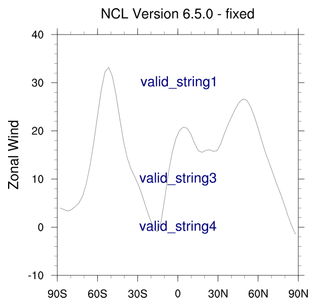 NCL Version 6.5.0 - fixed
40
30
valid_string1
20
Zonal Wind
10
valid_string3
0
valid_string4
-10
90S 60S 30S 0 30N 60N 90N